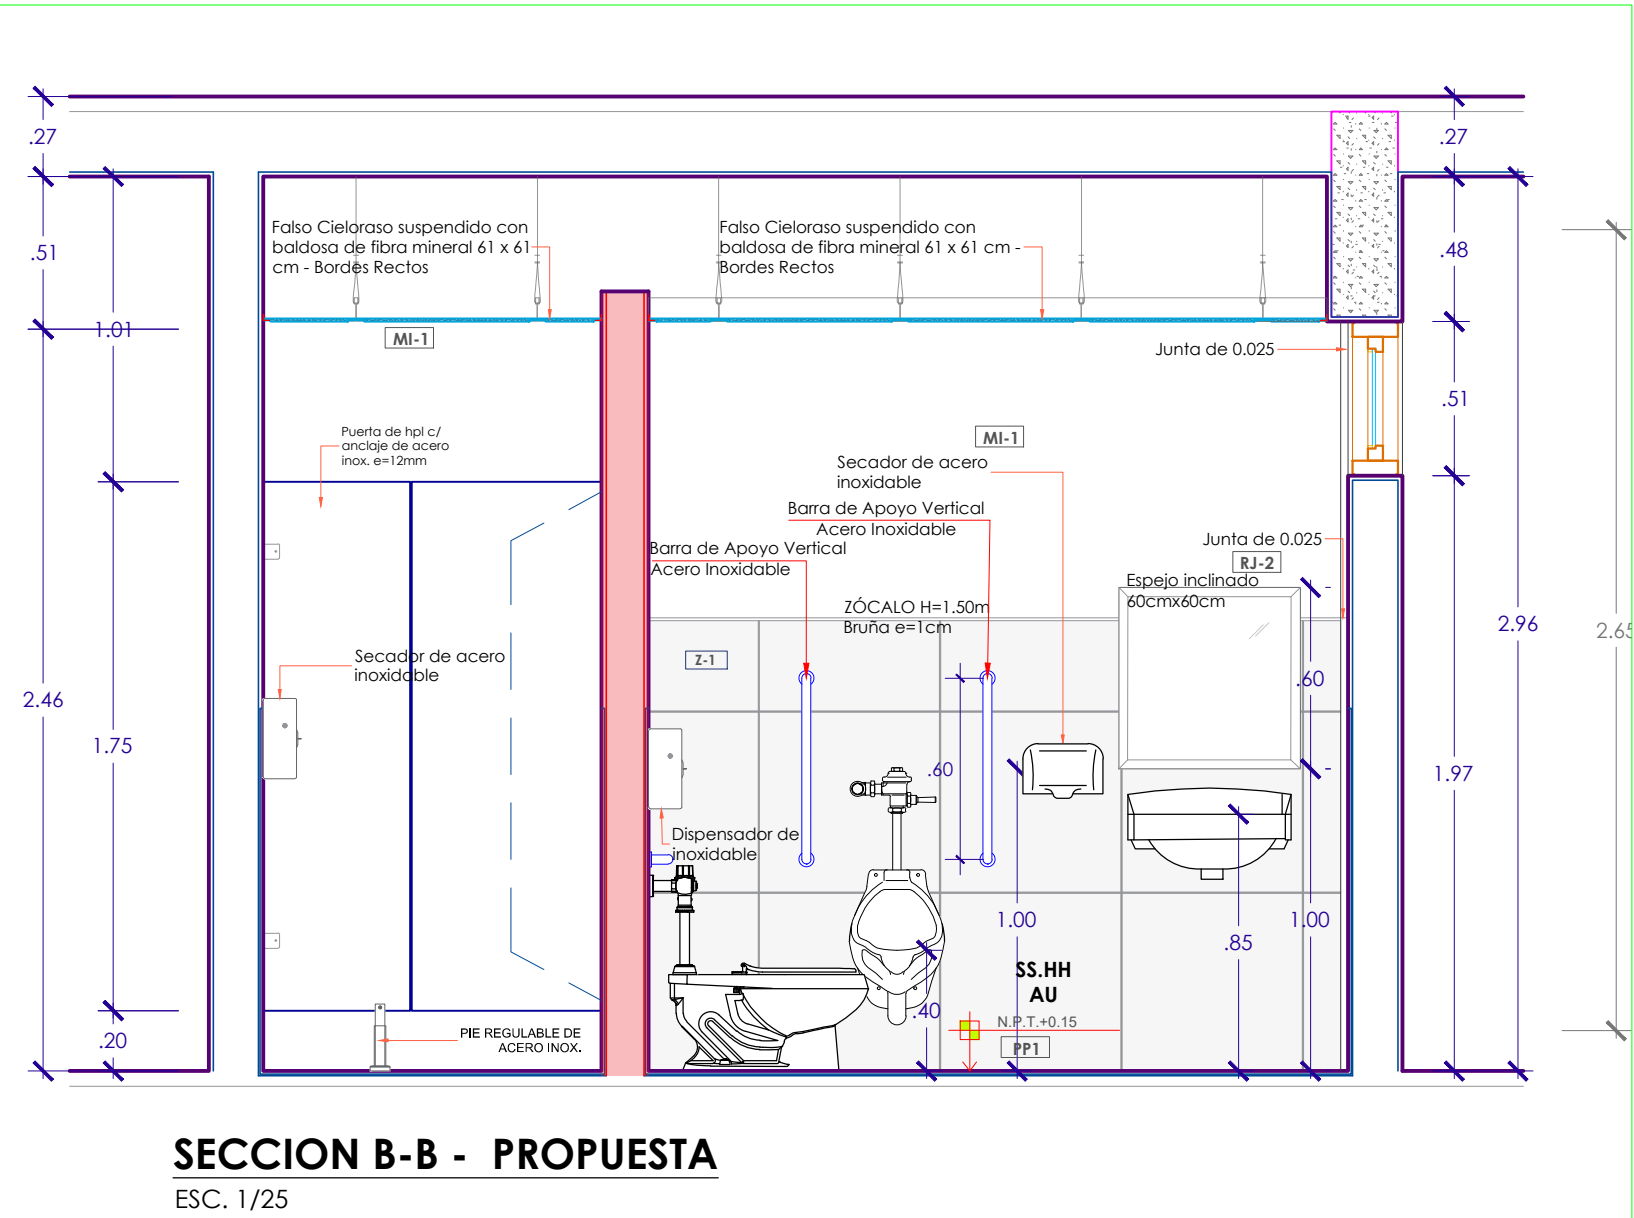 .27
.27
Falso Cieloraso suspendido con
baldosa de fibra mineral 61 x 61
cm - Bordes Rectos
Falso Cieloraso suspendido con
baldosa de fibra mineral 61 x 61 cm -
Bordes Rectos
.51
.48
1.01
MI-1
Junta de 0.025
.51
Puerta de hpl c/
anclaje de acero
inox. e=12mm
MI-1
Secador de acero
inoxidable
Barra de Apoyo Vertical
Acero Inoxidable
Barra de Apoyo Vertical
Acero Inoxidable
Junta de 0.025
RJ-2
Espejo inclinado
60cmx60cm
ZÓCALO H=1.50m
Bruña e=1cm
2.96
2.65
Secador de acero
inoxidable
Z-1
.60
2.46
1.75
.60
1.97
Dispensador de
inoxidable
1.00
.85
1.00
SS.HH
AU
.40
N.P.T.+0.15
PP1
.20
PIE REGULABLE DE
ACERO INOX.
SECCION B-B - PROPUESTA
ESC. 1/25